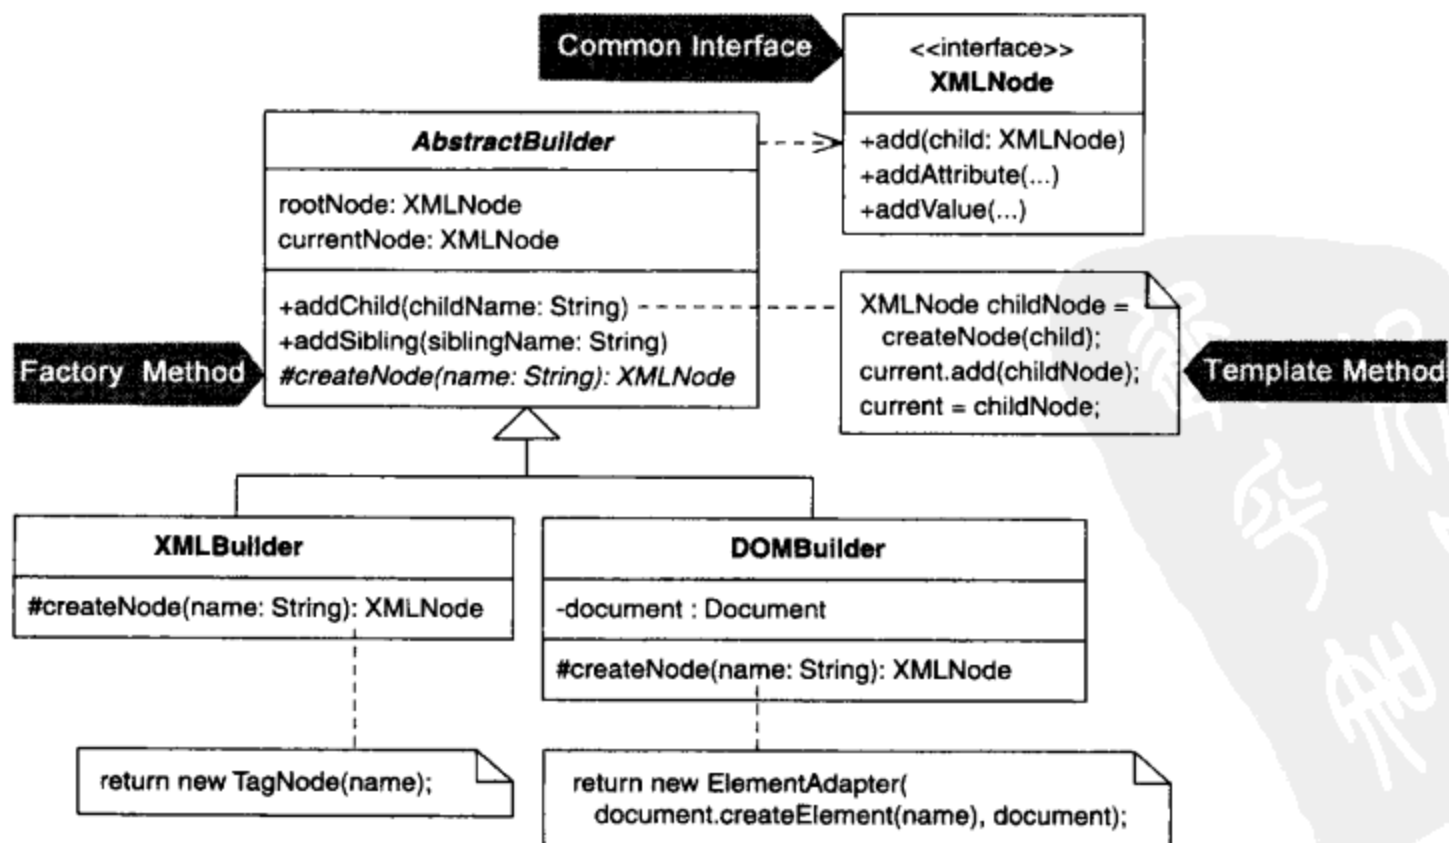 Common Interface
<<interface>>
XMLNode
+add(child: XMLNode)
+addAttribute(...)
+addValue(...)
AbstractBuilder
rootNode: XMLNode
currentNode: XMLNode
+addChild(childName: String)
+addSibling(siblingName: String)
#createNode(name: String): XMLNode
Factory Method
XMLNode childNode =
createNode(child);
current.add(childNode);
current = childNode;
Template Method
XMLBuilder
#createNode(name: String): XMLNode
return new TagNode(name);
DOMBuilder
-document : Document
#createNode(name: String): XMLNode
return new ElementAdapter(
document.createElement(name), document);